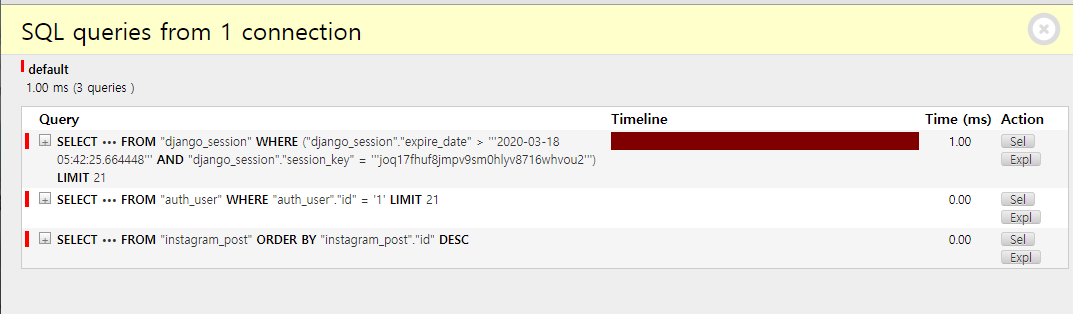 SQL queries from 1 connection
default
1.00 ms (3 queries )
Query Timeline Time (ms) Action
SELECT ••• FROM "django_session" WHERE ("django_session"."expire_date" > '''2020-03-18 1.00 Sel
05:42:25.664448''' AND "django_session"."session_key" = '''joq17fhuf8jmpv9sm0hlyv8716whvou2''') Expl
LIMIT 21
SELECT ••• FROM "auth_user" WHERE "auth_user"."id" = '1' LIMIT 21 0.00 Sel
Expl
SELECT ••• FROM "instagram_post" ORDER BY "instagram_post"."id" DESC 0.00 Sel
Expl